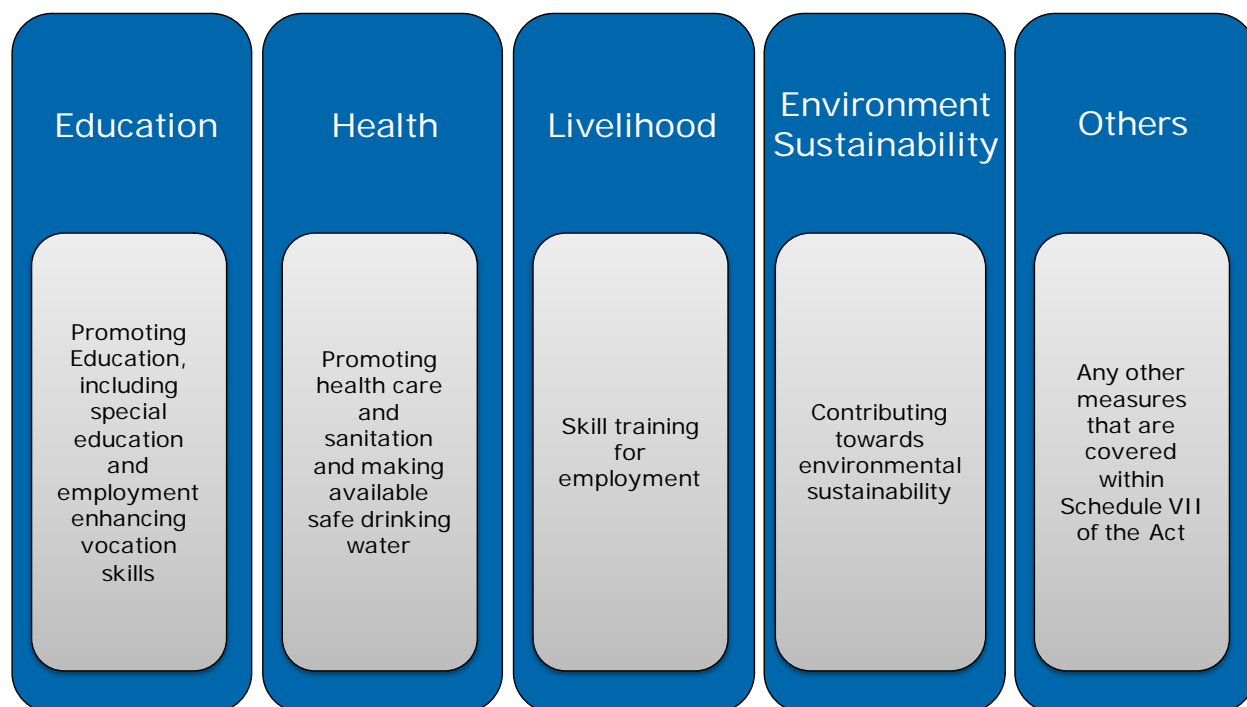 Education
Promoting
Education,
including
special
education
and
employment
enhancing
vocation
skills
Health
Promoting
health care
and
sanitation
and making
available
safe drinking
water
Livelihood
Skill training
for
employment
Environment
Sustainability
Contributing
towards
environmental
sustainability
Others
Any other
measures
that are
covered
within
Schedule VII
of the Act